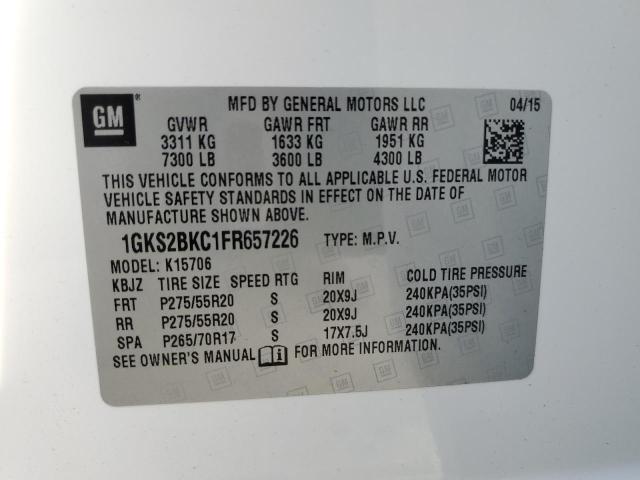 GM ® MFD BY GENERAL MOTORS LLC 04/15
GVWR GAWR FRT GAWR RR
3311 KG 1633 KG 1951 KG
7300 LB 3600 LB 4300 LB
THIS VEHICLE CONFORMS TO ALL APPLICABLE U.S. FEDERAL MOTOR
VEHICLE SAFETY STANDARDS IN EFFECT ON THE DATE OF
MANUFACTURE SHOWN ABOVE.
1GKS2BKC1FR657226 TYPE: M.P.V.
MODEL: K15706
KBJZ TIRE SIZE SPEED RTG RIM COLD TIRE PRESSURE
FRT P275/55R20 S 20X9J 240KPA(35PSI)
RR P275/55R20 S 20X9J 240KPA(35PSI)
SPA P265/70R17 S 17X7.5J 240KPA(35PSI)
SEE OWNER'S MANUAL FOR MORE INFORMATION.